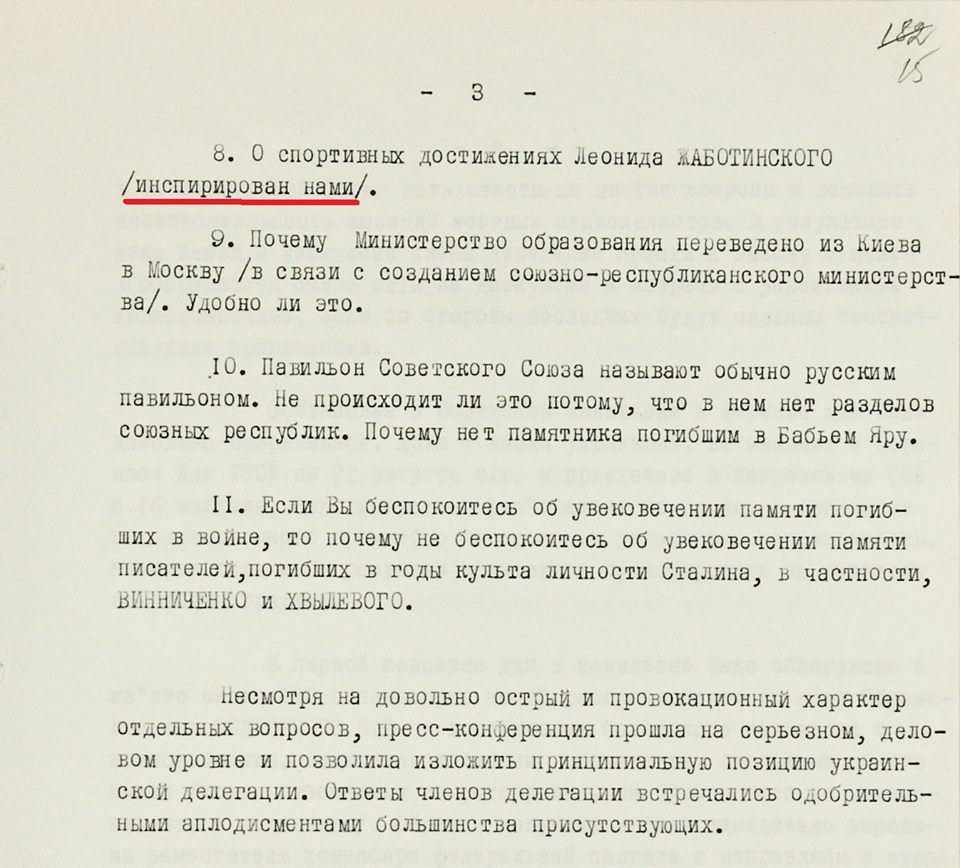 182
15
- 3 -
8. О спортивных достижениях Леонида ЖАБОТИНСКОГО
/инспирирован нами/.
9. Почему Министерство образования переведено из Киева
в Москву /в связи с созданием союзно-республиканского министерст-
ва/. Удобно ли это.
10. Павильон Советского Союза называют обычно русским
павильоном. Не происходит ли это потому, что в нем нет разделов
союзных республик. Почему нет памятника погибшим в Бабьем Яру.
II. Если Вы беспокоитесь об увековечении памяти погиб-
ших в войне, то почему не беспокоитесь об увековечении памяти
писателей,погибших в годы культа личности Сталина, в частности,
ВИННИЧЕНКО и ХВЫЛЕВОГО.
Несмотря на довольно острый и провокационный характер
отдельных вопросов, пресс-конференция прошла на серьезном, дело-
вом уровне и позволила изложить принципиальную позицию украин-
ской делегации. Ответы членов делегации встречались одобритель-
ными аплодисментами большинства присутствующих.